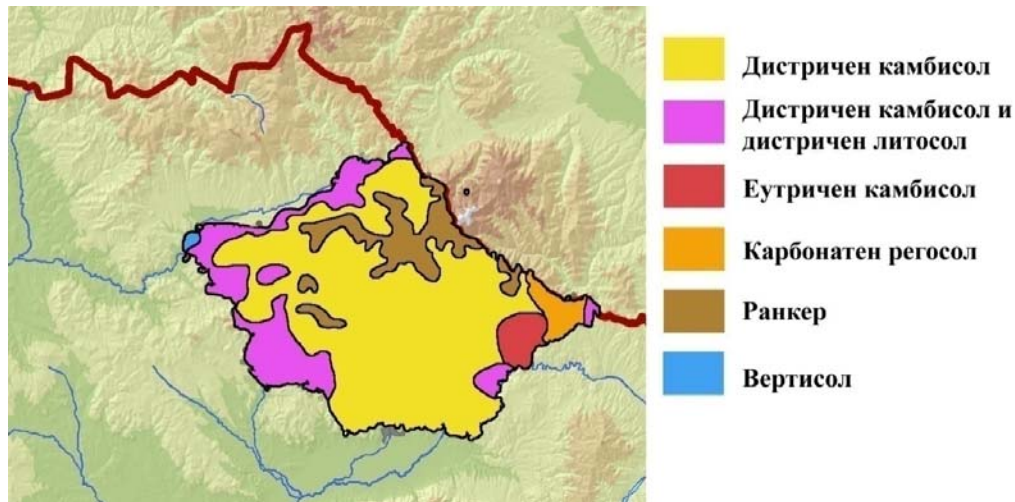 Дистричен камбисол
Дистричен камбисол и
дистричен литосол
Еутричен камбисол
Карбонатен регосол
Ранкер
Вертисол